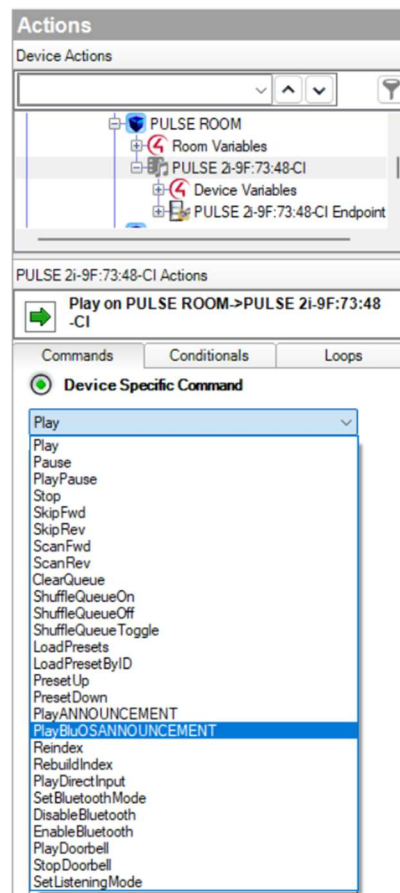 Actions
Device Actions
PULSE ROOM
Room Variables
PULSE 2i-9F:73:48-CI
Device Variables
PULSE 2i-9F:73:48-CI Endpoint
PULSE 2i-9F:73:48-CI Actions
Play on PULSE ROOM->PULSE 2i-9F:73:48
-CI
Commands Conditionals Loops
Device Specific Command
Play
Play
Pause
PlayPause
Stop
SkipFwd
SkipRev
ScanFwd
ScanRev
ClearQueue
ShuffleQueueOn
ShuffleQueueOff
ShuffleQueueToggle
LoadPresets
LoadPresetByID
PresetUp
PresetDown
PlayANNOUNCEMENT
PlayBluOSANNOUNCEMENT
Reindex
RebuildIndex
PlayDirectInput
SetBluetoothMode
DisableBluetooth
EnableBluetooth
PlayDoorbell
StopDoorbell
SetListeningMode